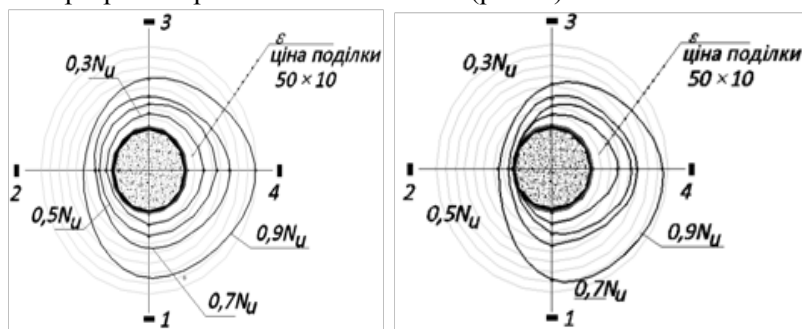 3
ε
ціна поділки
50 × 10
0,3Nu
2
4
0,5Nu
0,9Nu
0,7Nu
1
3
ε
ціна поділки
50 × 10
0,3Nu
2
4
0,5Nu
0,9Nu
0,7Nu
1